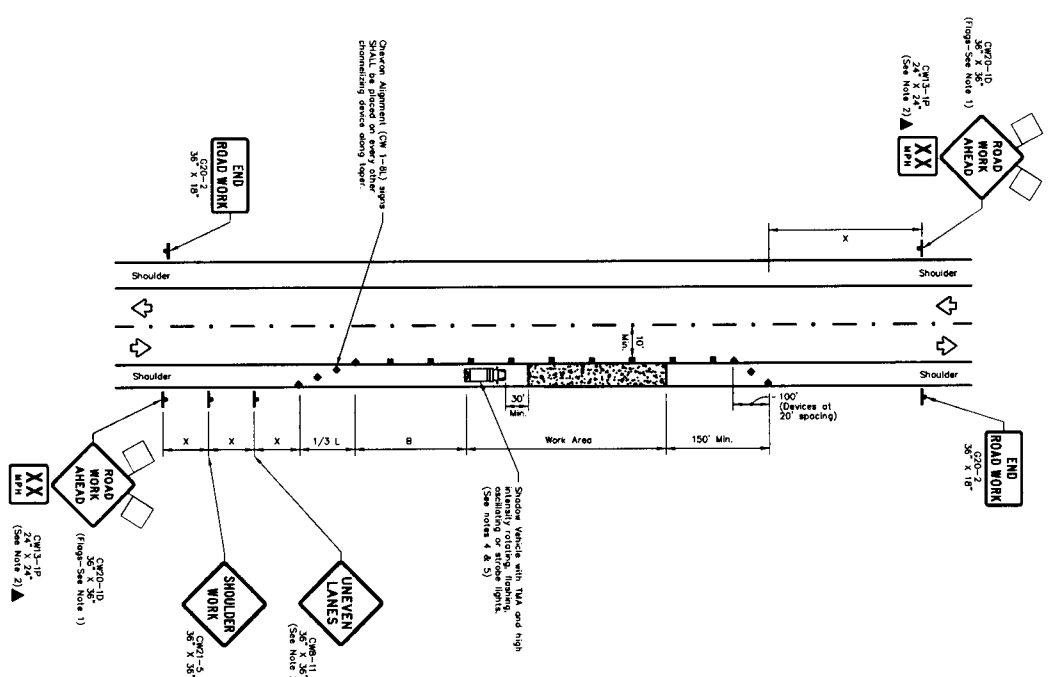 CW20-1D
36" X 36"
(Flags-See Note 1)
CW13-1P
24" X 24"
(See Note 2)
ROAD
WORK
AHEAD
XX
MPH
X
END
ROAD WORK
G20-2
36" X 18"
Chevron Alignment (CW 1-8L) signs
SHALL be placed on every other
channelizing device along taper.
Shoulder
Shoulder
10'
Min.
Shoulder
Shoulder
30'
Min.
100'
(Devices at
20' spacing)
X
X
X
1/3 L
B
Work Area
150' Min.
END
ROAD WORK
G20-2
36" X 18"
Shadow Vehicle with TMA and high
intensity rotating, flashing,
oscillating or strobe lights.
(See notes 4 & 5)
UNEVEN
LANES
CW8-11
36" X 36"
(See Note
SHOULDER
WORK
CW21-5
36" X 36"
ROAD
WORK
AHEAD
XX
MPH
CW20-1D
36" X 36"
(Flags-See Note 1)
CW13-1P
24" X 24"
(See Note 2)